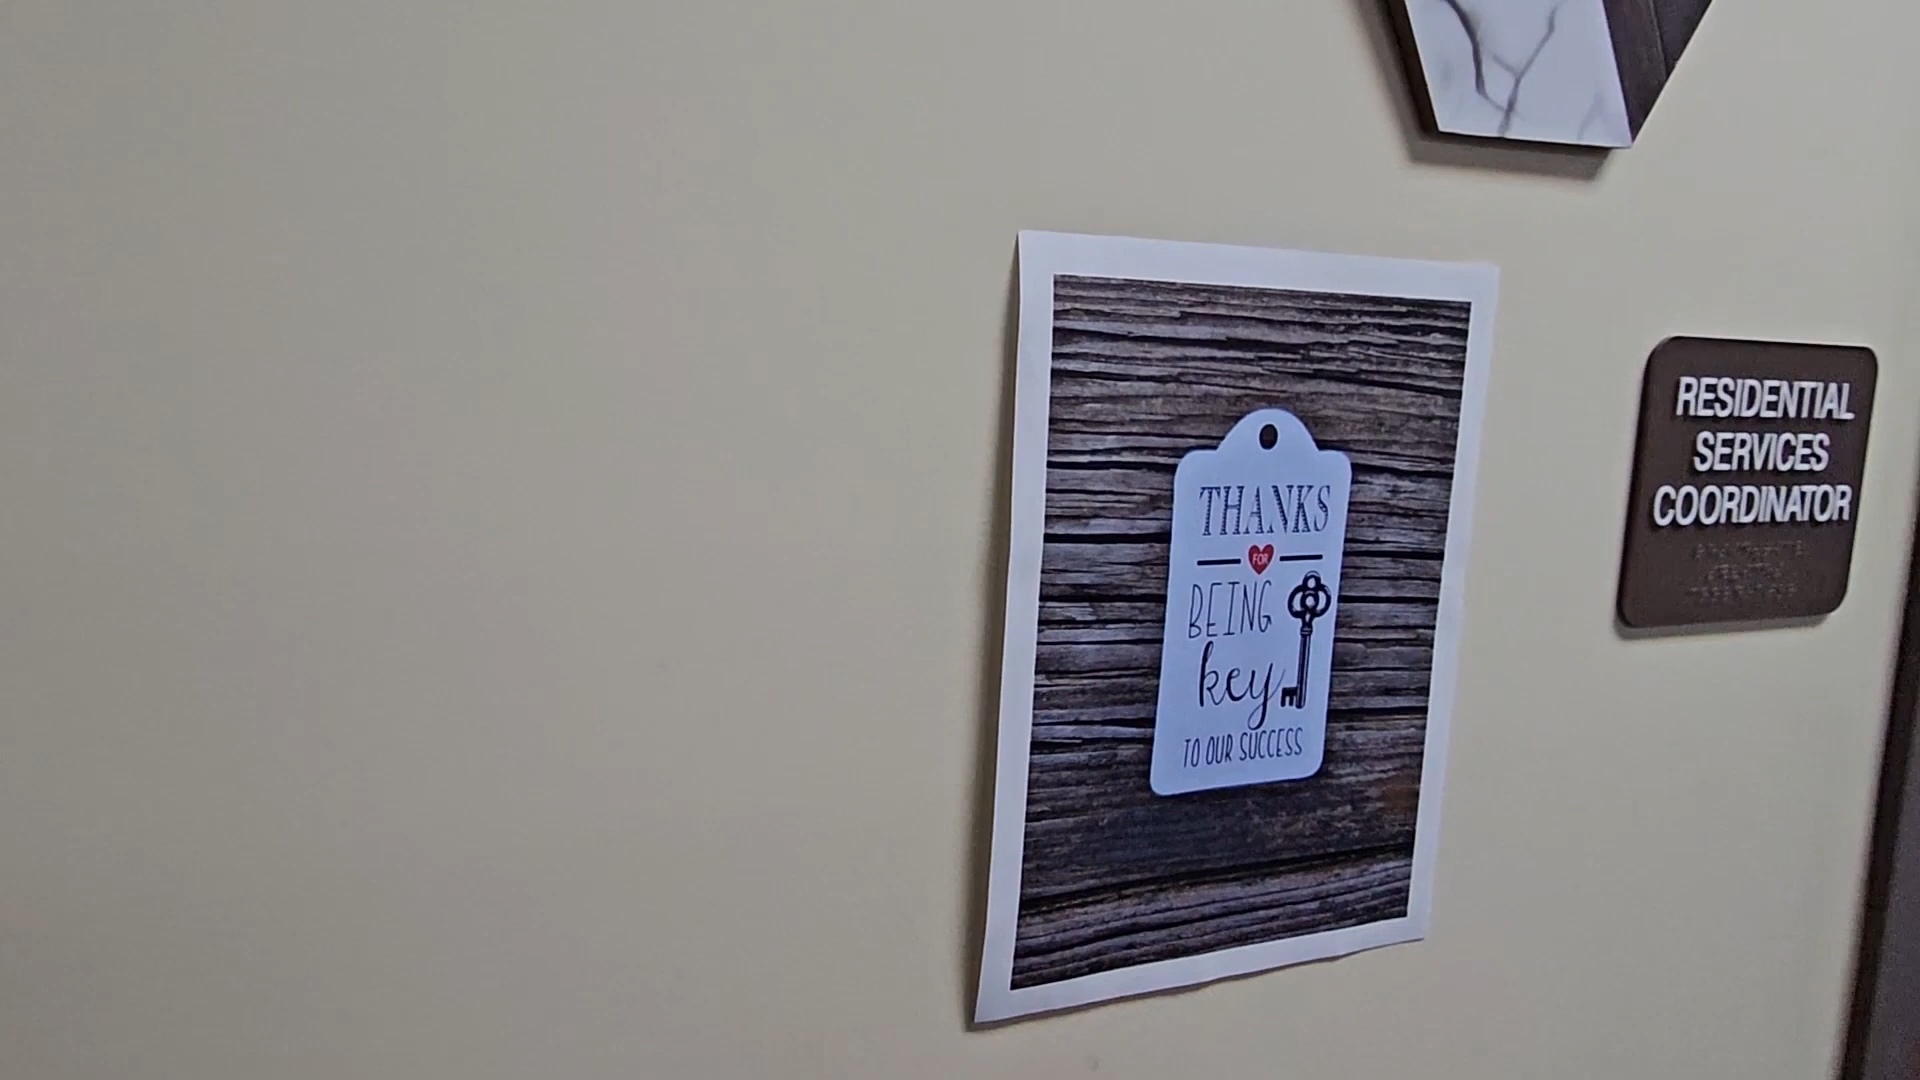 THANKS
FOR
BEING
key
TO OUR SUCCESS
RESIDENTIAL
SERVICES
COORDINATOR